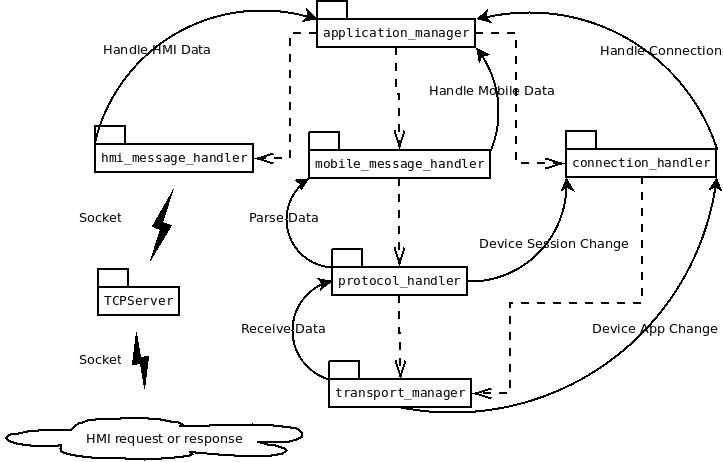 application_manager
Handle HMI Data
Handle Connection
Handle Mobile Data
hmi_message_handler
mobile_message_handler
connection_handler
Socket
Parse Data
Device Session Change
protocol_handler
TCPServer
Receive Data
Device App Change
Socket
transport_manager
HMI request or response